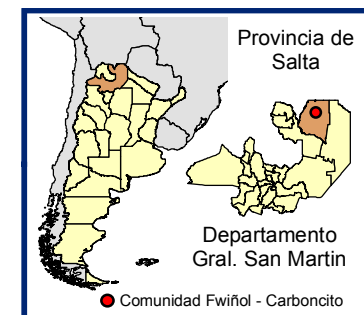 Provincia de
Salta
Departamento
Gral. San Martin
Comunidad Fwiñol - Carboncito